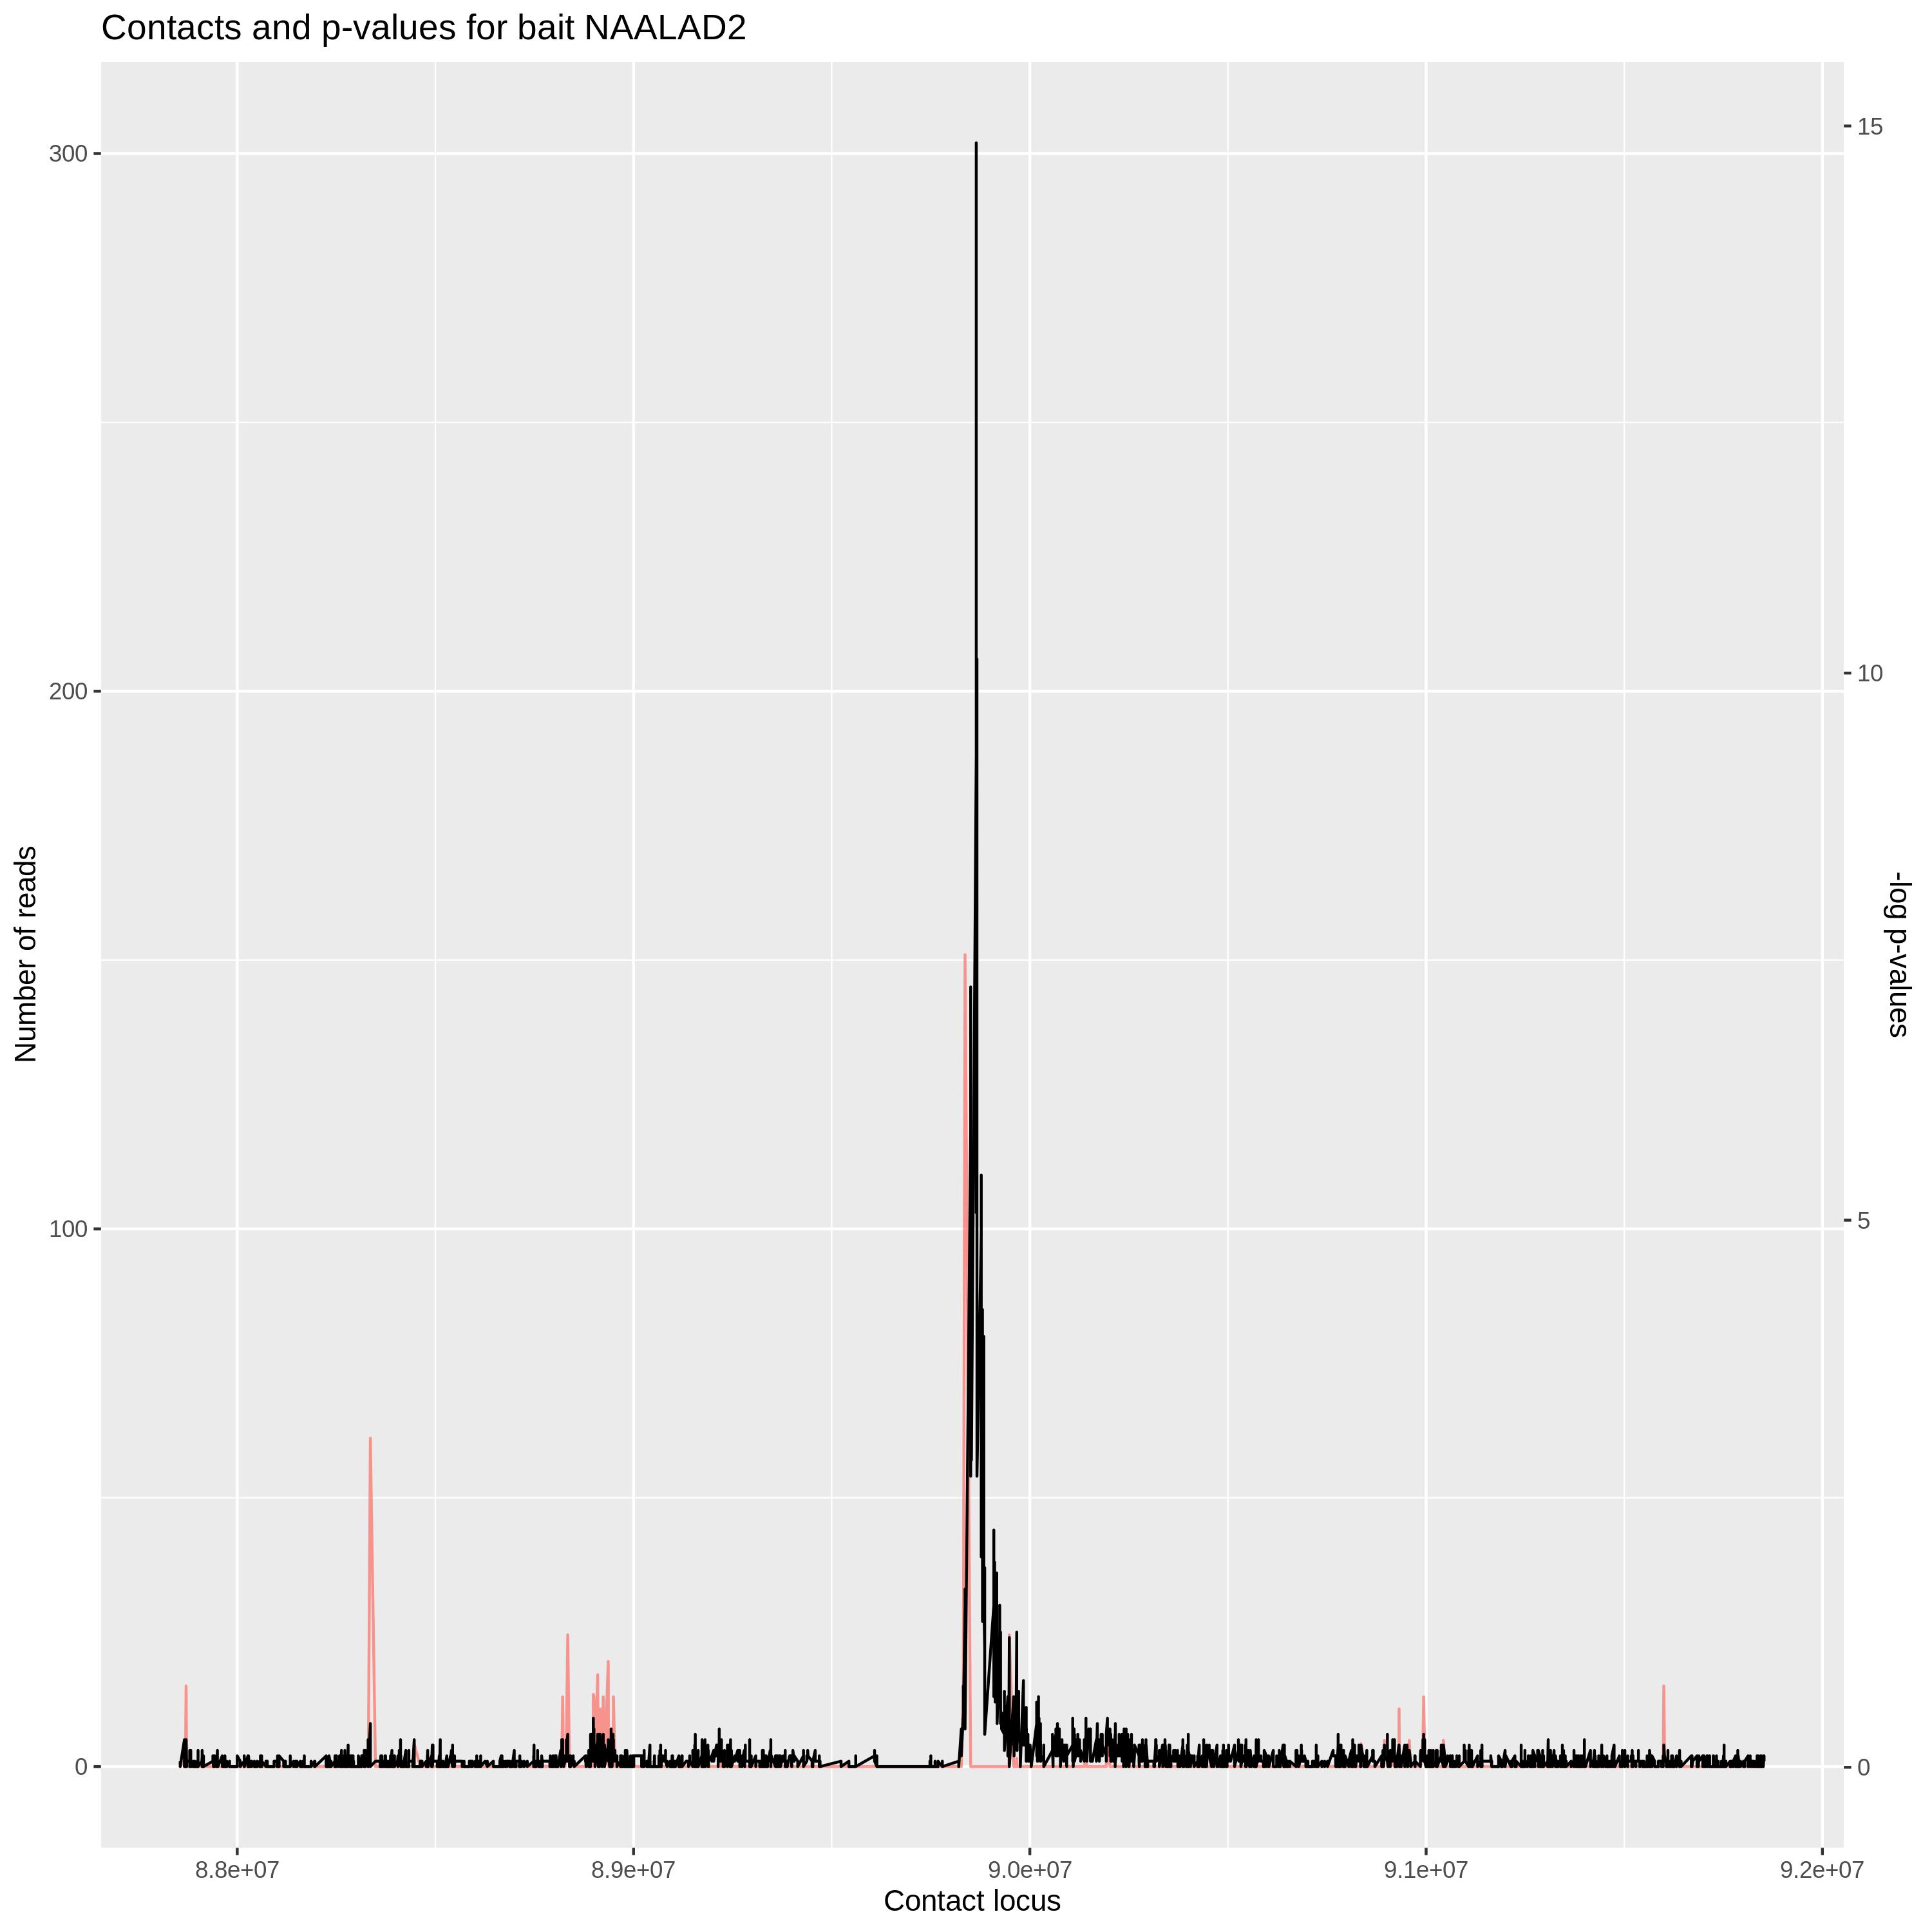 Contacts and p-values for bait NAALAD2
300
200
100
0
Number of reads
15
10
5
0
-log p-values
8.8e+07
8.9e+07
9.0e+07
9.1e+07
9.2e+07
Contact locus